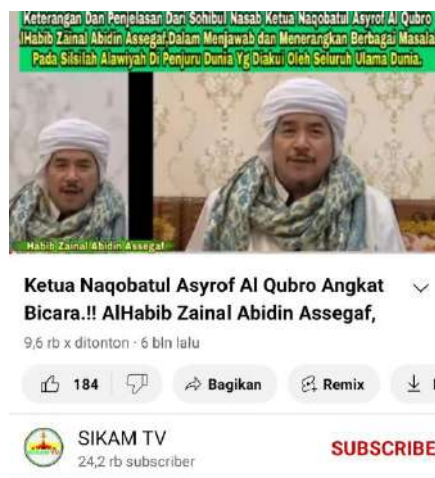 Keterangan Dan Penjelasan Dari Sohibul Nasab Ketua Naqobatul Asyrof Al Qubro
lHabib Zainal Abidin Assegaf,Dalam Menjawab dan Menerangkan Berbagai Masala
Pada Silsilah Alawiyah Di Penjuru Dunia Yg Diakui Oleh Seluruh Ulama Dunia.
Habib Zainal Abidin Assegaf
Ketua Naqobatul Asyrof Al Qubro Angkat
Bicara.!! AlHabib Zainal Abidin Assegaf,
9,6 rb x ditonton · 6 bln lalu
184 Bagikan Remix
SIKAM TV SUBSCRIBE
24,2 rb subscriber